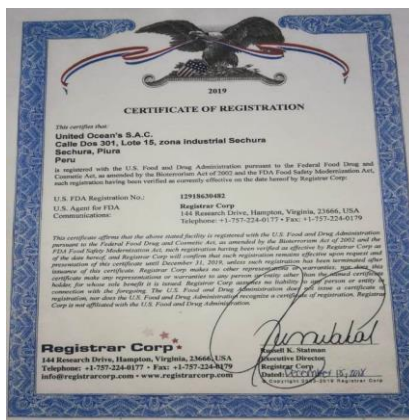 2019
CERTIFICATE OF REGISTRATION
This certifies that:
United Ocean's S.A.C.
Calle Dos 301, Lote 15, zona industrial Sechura
Sechura, Piura
Peru
is registered with the U.S. Food and Drug Administration pursuant to the Federal Food Drug and
Cosmetic Act, as amended by the Bioterrorism Act of 2002 and the FDA Food Safety Modernization Act,
such registration having been verified as currently effective on the date hereof by Registrar Corp:
U.S. FDA Registration No.: 12918630482
U.S. Agent for FDA Registrar Corp
Communications: 144 Research Drive, Hampton, Virginia, 23666, USA
Telephone: +1-757-224-0177 • Fax: +1-757-224-0179
This certificate affirms that the above stated facility is registered with the U.S. Food and Drug Administration
pursuant to the Federal Food Drug and Cosmetic Act, as amended by the Bioterrorism Act of 2002 and the
FDA Food Safety Modernization Act, such registration having been verified as effective by Registrar Corp as
of the date hereof, and Registrar Corp will confirm that such registration remains effective upon request and
presentation of this certificate until December 31, 2019, unless such registration has been terminated after
issuance of this certificate. Registrar Corp makes no other representations or warranties, nor does this
certificate make any representations or warranties to any person or entity other than the named certificate
holder, for whose sole benefit it is issued. Registrar Corp assumes no liability to any person or entity in
connection with the foregoing. The U.S. Food and Drug Administration does not issue a certificate of
registration, nor does the U.S. Food and Drug Administration recognize a certificate of registration. Registrar
Corp is not affiliated with the U.S. Food and Drug Administration.
Registrar Corp
144 Research Drive, Hampton, Virginia, 23666, USA
Telephone: +1-757-224-0177 • Fax: +1-757-224-0179
info@registrarcorp.com • www.registrarcorp.com
Russell K. Statman
Executive Director
Dated: December 15, 2018
© Copyright Registrar Corp